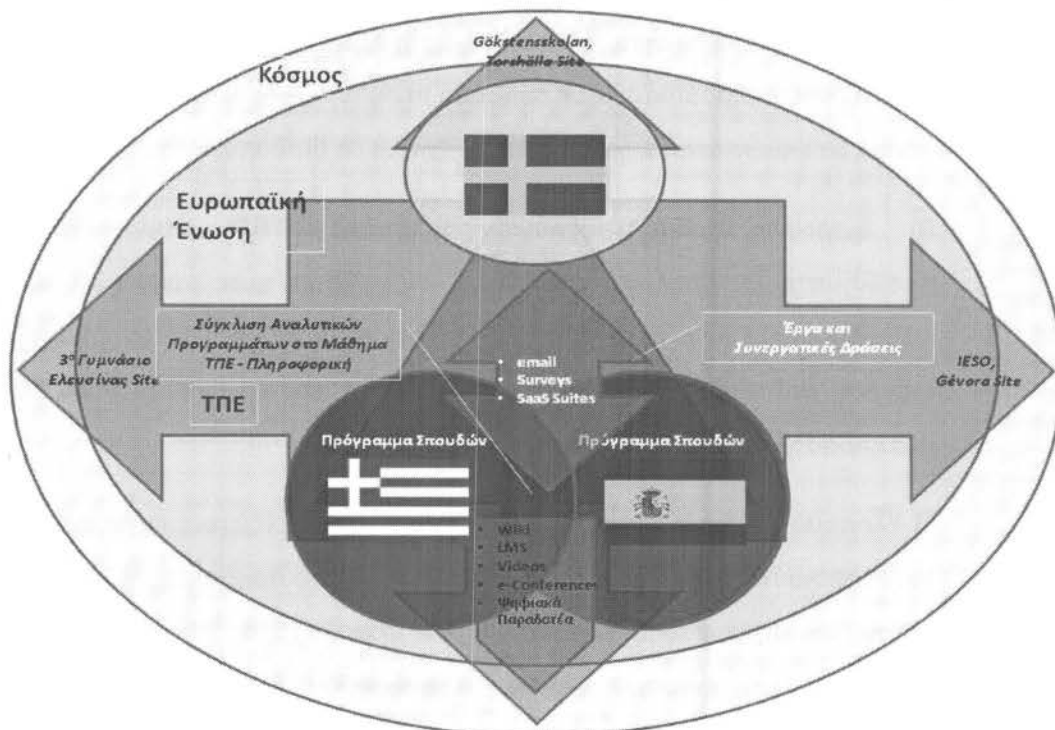 Gökstensskolan,
Torshälla Site
Κόσμος
Ευρωπαϊκή
Ένωση
Σύγκλιση Αναλυτικών
Προγραμμάτων στο Μάθημα
ΤΠΕ - Πληροφορική
Έργα και
Συνεργατικές Δράσεις
3º Γυμνάσιο
Ελευσίνας Site
• email
• Surveys
• SaaS Suites
IESO,
Gévora Site
ΤΠΕ
Πρόγραμμα Σπουδών
Πρόγραμμα Σπουδών
• Wiki
• LMS
• Videos
• e-Conferences
• Ψηφιακά
Παραδοτέα